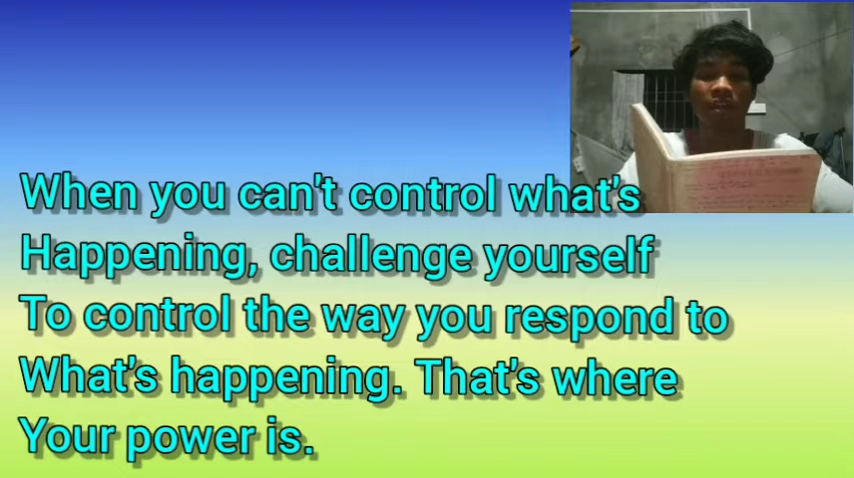 When you can't control what's
Happening, challenge yourself
To control the way you respond to
What's happening. That's where
Your power is.